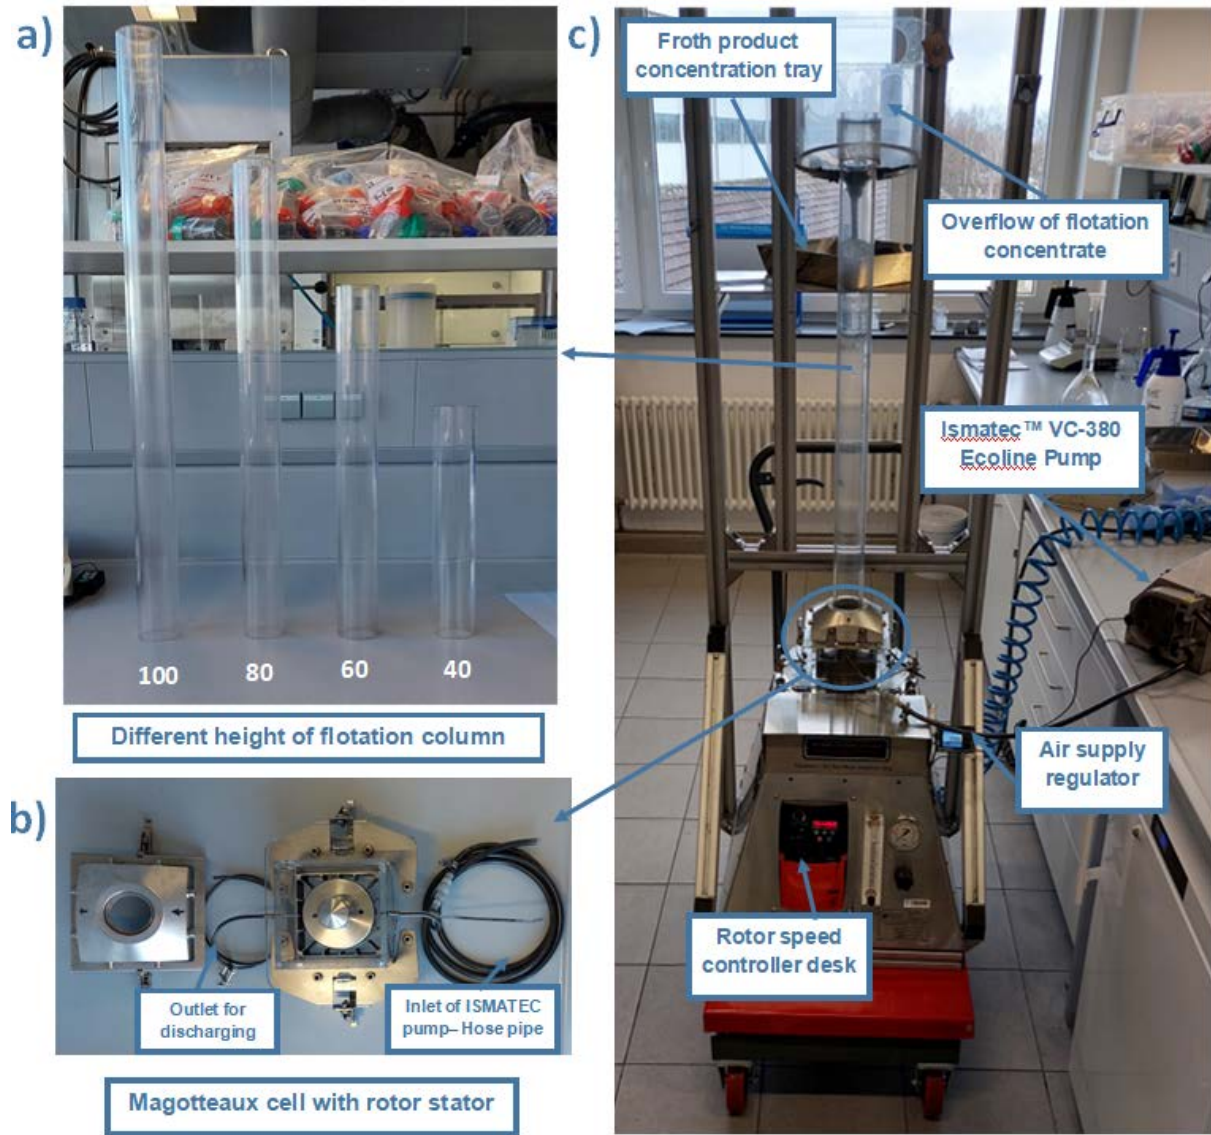 a)
100
80
60
40
Different height of flotation column
b)
Outlet for
discharging
Inlet of ISMATEC
pump– Hose pipe
Magotteaux cell with rotor stator
c)
Froth product
concentration tray
Overflow of flotation
concentrate
Ismatec™ VC-380
Ecoline Pump
Air supply
regulator
Rotor speed
controller desk